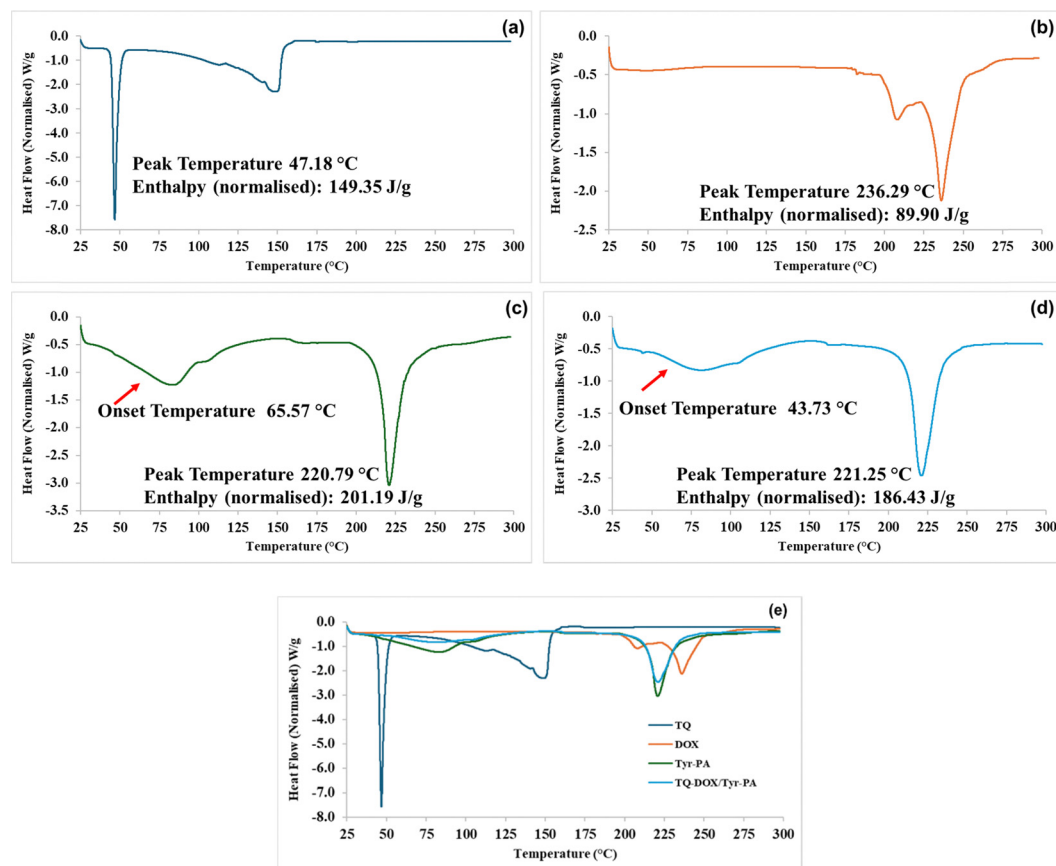 (a)
0.0
-1.0
-2.0
-3.0
-4.0
-5.0
-6.0
-7.0
-8.0
Heat Flow (Normalised) W/g
Peak Temperature 47.18 °C
Enthalpy (normalised): 149.35 J/g
25 50 75 100 125 150 175 200 225 250 275 300
Temperature (°C)
(b)
0.0
-0.5
-1.0
-1.5
-2.0
-2.5
Heat Flow (Normalised) W/g
Peak Temperature 236.29 °C
Enthalpy (normalised): 89.90 J/g
25 50 75 100 125 150 175 200 225 250 275 300
Temperature (°C)
(c)
0.0
-0.5
-1.0
-1.5
-2.0
-2.5
-3.0
-3.5
Heat Flow (Normalised) W/g
Onset Temperature 65.57 °C
Peak Temperature 220.79 °C
Enthalpy (normalised): 201.19 J/g
25 50 75 100 125 150 175 200 225 250 275 300
Temperature (°C)
(d)
0.0
-0.5
-1.0
-1.5
-2.0
-2.5
-3.0
Heat Flow (Normalised) W/g
Onset Temperature 43.73 °C
Peak Temperature 221.25 °C
Enthalpy (normalised): 186.43 J/g
25 50 75 100 125 150 175 200 225 250 275 300
Temperature (°C)
(e)
0.0
-1.0
-2.0
-3.0
-4.0
-5.0
-6.0
-7.0
-8.0
Heat Flow (Normalised) W/g
TQ
DOX
Tyr-PA
TQ-DOX/Tyr-PA
25 50 75 100 125 150 175 200 225 250 275 300
Temperature (°C)